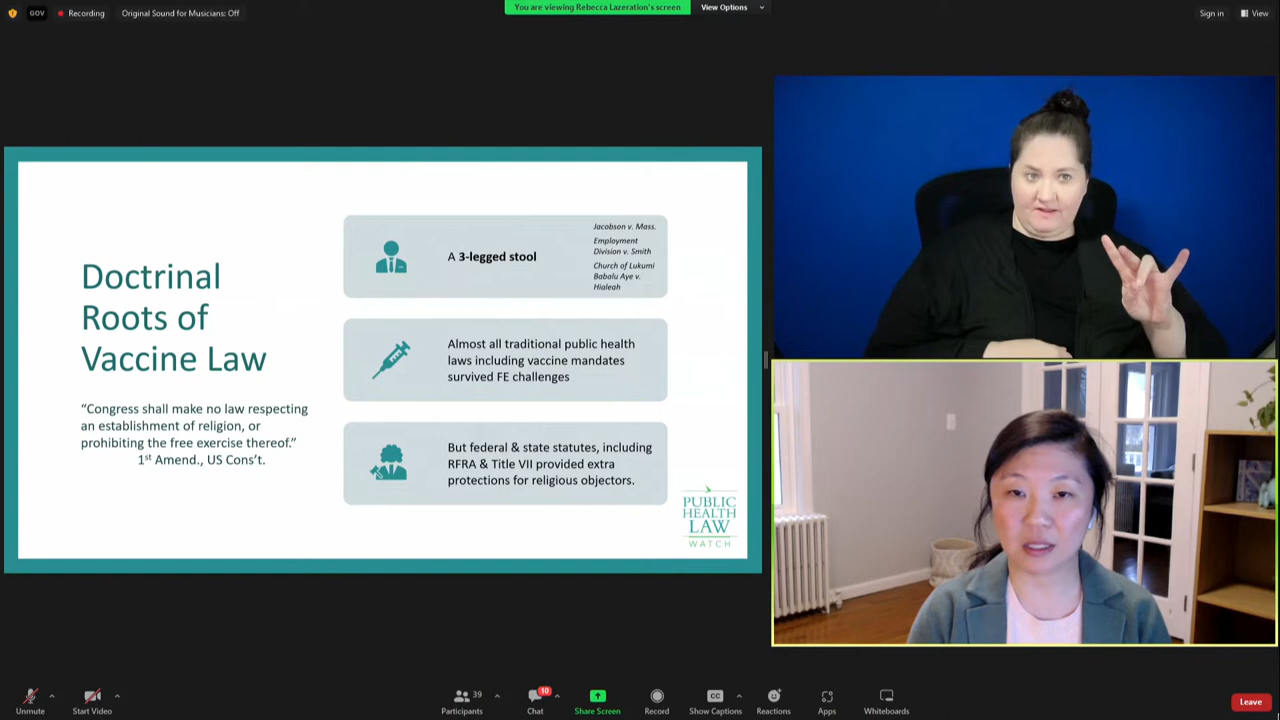 GOV
Recording
Original Sound for Musicians: Off
You are viewing Rebecca Lazeration's screen
View Options
Sign in
View
Doctrinal
Roots of
Vaccine Law
“Congress shall make no law respecting
an establishment of religion, or
prohibiting the free exercise thereof.”
1st Amend., US Cons’t.
A 3-legged stool
Jacobson v. Mass.
Employment
Division v. Smith
Church of Lukumi
Babalu Aye v.
Hialeah
Almost all traditional public health
laws including vaccine mandates
survived FE challenges
But federal & state statutes, including
RFRA & Title VII provided extra
protections for religious objectors.
PUBLIC
HEALTH
LAW
WATCH
Unmute
Start Video
39
Participants
10
Chat
Share Screen
Record
CC
Show Captions
Reactions
Apps
Whiteboards
Leave